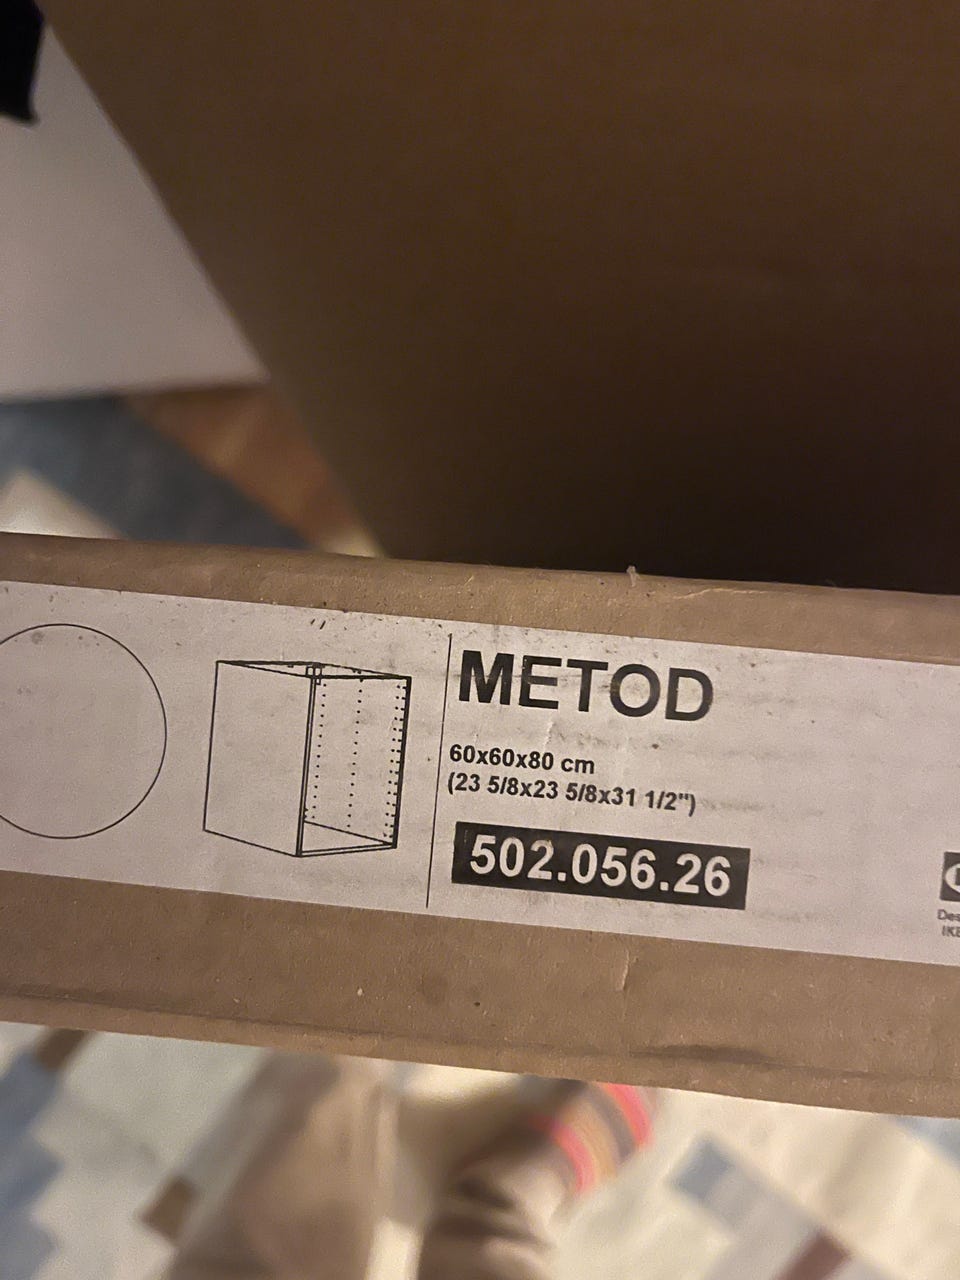 METOD
60x60x80 cm
(23 5/8x23 5/8x31 1/2")
502.056.26